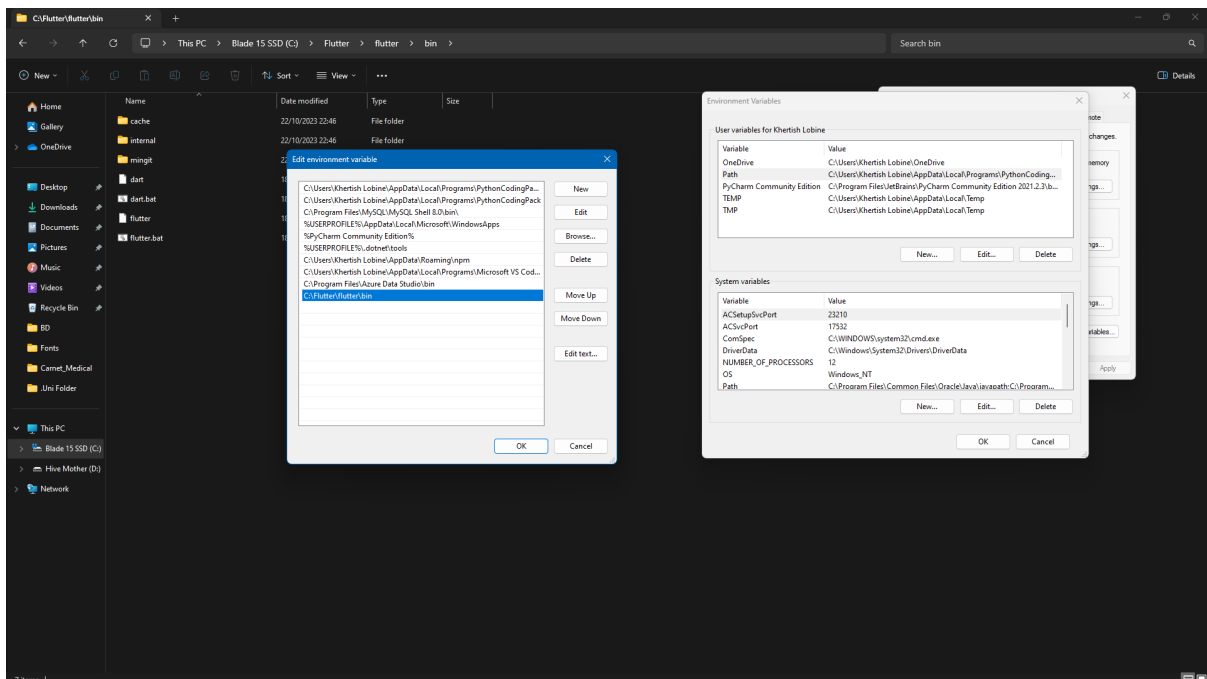 C:\Flutter\flutter\bin
This PC > Blade 15 SSD (C:) > Flutter > flutter > bin >
Search bin
New
Sort
View
Details
Home
Gallery
OneDrive
Desktop
Downloads
Documents
Pictures
Music
Videos
Recycle Bin
BD
Fonts
Carnet_Medical
.Uni Folder
This PC
Blade 15 SSD (C:)
Hive Mother (D:)
Network
Name Date modified Type Size
cache 22/10/2023 22:46 File folder
internal 22/10/2023 22:46 File folder
mingit
dart
dart.bat
flutter
flutter.bat
Edit environment variable
C:\Users\Khertish Lobine\AppData\Local\Programs\PythonCodingPa...
C:\Users\Khertish Lobine\AppData\Local\Programs\PythonCodingPack
C:\Program Files\MySQL\MySQL Shell 8.0\bin\
%USERPROFILE%\AppData\Local\Microsoft\WindowsApps
%PyCharm Community Edition%
%USERPROFILE%\.dotnet\tools
C:\Users\Khertish Lobine\AppData\Roaming\npm
C:\Users\Khertish Lobine\AppData\Local\Programs\Microsoft VS Cod...
C:\Program Files\Azure Data Studio\bin
C:\Flutter\flutter\bin
New
Edit
Browse...
Delete
Move Up
Move Down
Edit text...
OK Cancel
Environment Variables
User variables for Khertish Lobine
Variable Value
OneDrive C:\Users\Khertish Lobine\OneDrive
Path C:\Users\Khertish Lobine\AppData\Local\Programs\PythonCoding...
PyCharm Community Edition C:\Program Files\JetBrains\PyCharm Community Edition 2021.2.3\b...
TEMP C:\Users\Khertish Lobine\AppData\Local\Temp
TMP C:\Users\Khertish Lobine\AppData\Local\Temp
New... Edit... Delete
System variables
Variable Value
ACSetupSvcPort 23210
ACSvcPort 17532
ComSpec C:\WINDOWS\system32\cmd.exe
DriverData C:\Windows\System32\Drivers\DriverData
NUMBER_OF_PROCESSORS 12
OS Windows_NT
Path C:\Program Files\Common Files\Oracle\Java\javapath;C:\Program...
New... Edit... Delete
OK Cancel
changes.
Apply